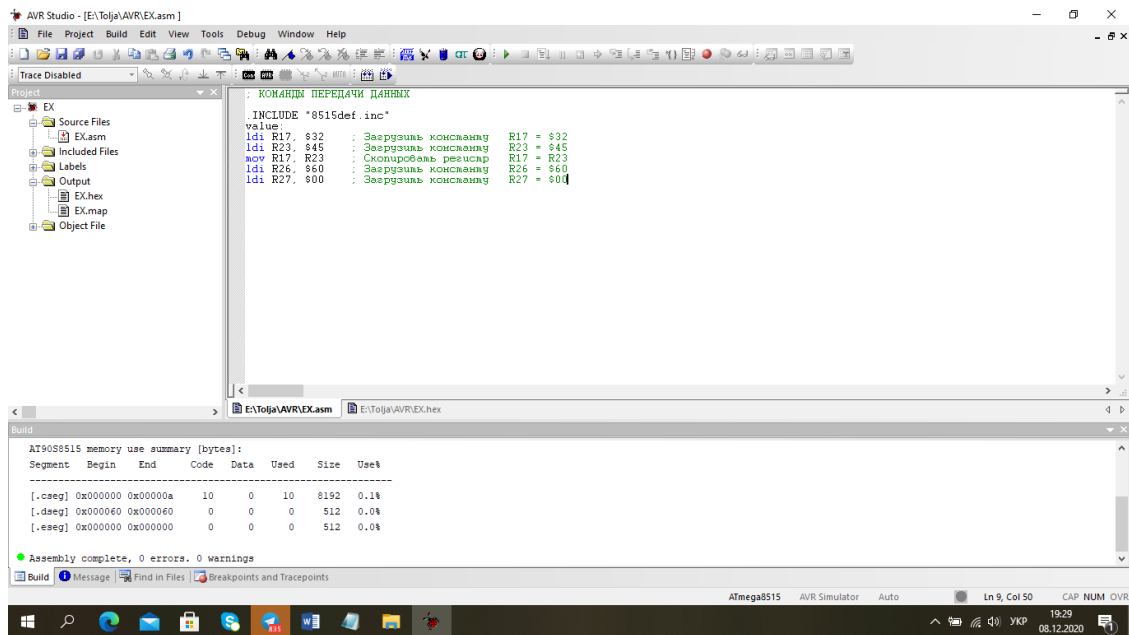 AVR Studio - [E:\Tolja\AVR\EX.asm ]
File Project Build Edit View Tools Debug Window Help
Trace Disabled
Project
EX
Source Files
EX.asm
Included Files
Labels
Output
EX.hex
EX.map
Object File
; КОМАНДЫ ПЕРЕДАЧИ ДАННЫХ
.INCLUDE "8515def.inc"
value:
ldi R17, $32 ; Загрузить константу R17 = $32
ldi R23, $45 ; Загрузить константу R23 = $45
mov R17, R23 ; Скопировать регистр R17 = R23
ldi R26, $60 ; Загрузить константу R26 = $60
ldi R27, $00 ; Загрузить константу R27 = $00
E:\Tolja\AVR\EX.asm E:\Tolja\AVR\EX.hex
Build
AT90S8515 memory use summary [bytes]:
Segment Begin End Code Data Used Size Use%
---------------------------------------------------------------
[.cseg] 0x000000 0x00000a 10 0 10 8192 0.1%
[.dseg] 0x000060 0x000060 0 0 0 512 0.0%
[.eseg] 0x000000 0x000000 0 0 0 512 0.0%
Assembly complete, 0 errors. 0 warnings
Build Message Find in Files Breakpoints and Tracepoints
ATmega8515 AVR Simulator Auto Ln 9, Col 50 CAP NUM OVR
19:29
УКР
08.12.2020